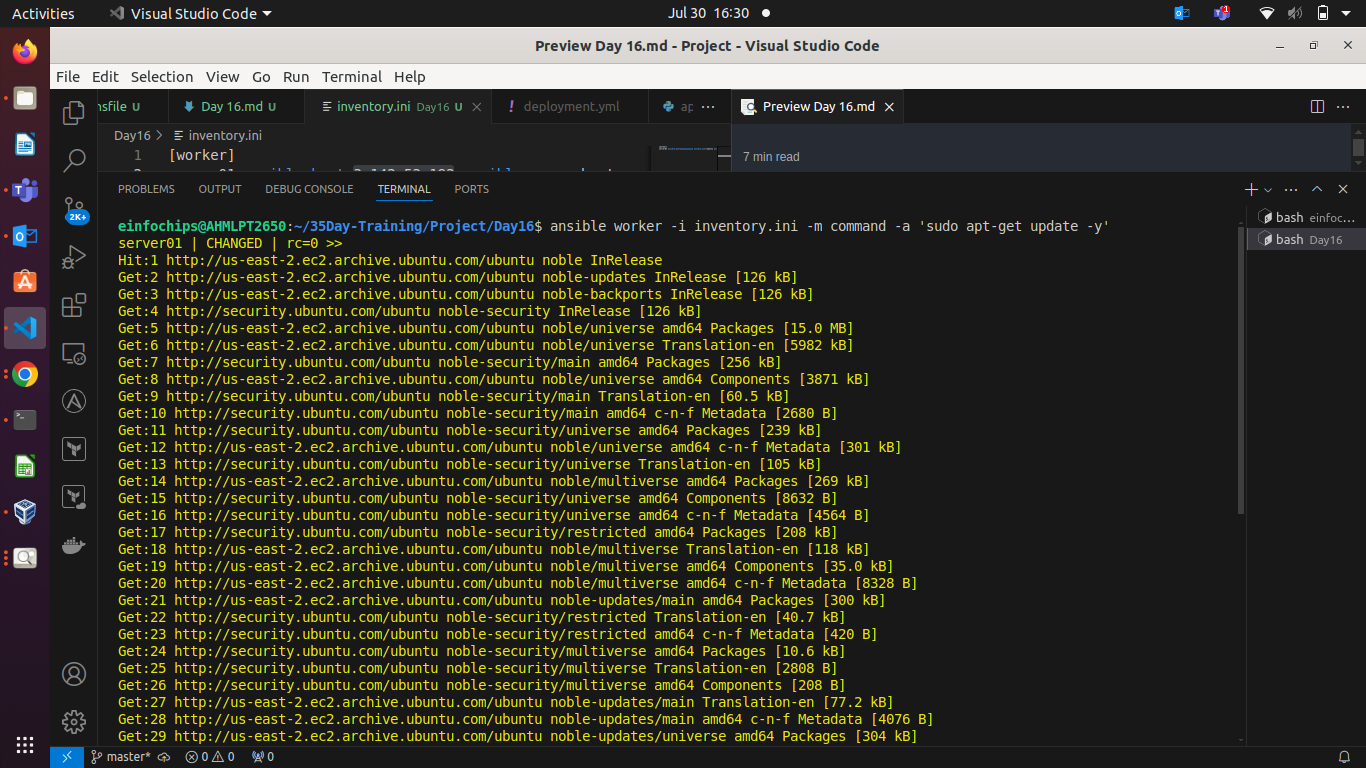 Activities Visual Studio Code Jul 30 16:30 1
Preview Day 16.md - Project - Visual Studio Code
File Edit Selection View Go Run Terminal Help
nsfile U Day 16.md U inventory.ini Day16 U deployment.yml ap Preview Day 16.md
Day16 > inventory.ini
1 [worker]
7 min read
PROBLEMS OUTPUT DEBUG CONSOLE TERMINAL PORTS
2K+
bash einfoc...
bash Day16
einfochips@AHMLPT2650:~/35Day-Training/Project/Day16$ ansible worker -i inventory.ini -m command -a 'sudo apt-get update -y'
server01 | CHANGED | rc=0 >>
Hit:1 http://us-east-2.ec2.archive.ubuntu.com/ubuntu noble InRelease
Get:2 http://us-east-2.ec2.archive.ubuntu.com/ubuntu noble-updates InRelease [126 kB]
Get:3 http://us-east-2.ec2.archive.ubuntu.com/ubuntu noble-backports InRelease [126 kB]
Get:4 http://security.ubuntu.com/ubuntu noble-security InRelease [126 kB]
Get:5 http://us-east-2.ec2.archive.ubuntu.com/ubuntu noble/universe amd64 Packages [15.0 MB]
Get:6 http://us-east-2.ec2.archive.ubuntu.com/ubuntu noble/universe Translation-en [5982 kB]
Get:7 http://security.ubuntu.com/ubuntu noble-security/main amd64 Packages [256 kB]
Get:8 http://us-east-2.ec2.archive.ubuntu.com/ubuntu noble/universe amd64 Components [3871 kB]
Get:9 http://security.ubuntu.com/ubuntu noble-security/main Translation-en [60.5 kB]
Get:10 http://security.ubuntu.com/ubuntu noble-security/main amd64 c-n-f Metadata [2680 B]
Get:11 http://security.ubuntu.com/ubuntu noble-security/universe amd64 Packages [239 kB]
Get:12 http://us-east-2.ec2.archive.ubuntu.com/ubuntu noble/universe amd64 c-n-f Metadata [301 kB]
Get:13 http://security.ubuntu.com/ubuntu noble-security/universe Translation-en [105 kB]
Get:14 http://us-east-2.ec2.archive.ubuntu.com/ubuntu noble/multiverse amd64 Packages [269 kB]
Get:15 http://security.ubuntu.com/ubuntu noble-security/universe amd64 Components [8632 B]
Get:16 http://security.ubuntu.com/ubuntu noble-security/universe amd64 c-n-f Metadata [4564 B]
Get:17 http://security.ubuntu.com/ubuntu noble-security/restricted amd64 Packages [208 kB]
Get:18 http://us-east-2.ec2.archive.ubuntu.com/ubuntu noble/multiverse Translation-en [118 kB]
Get:19 http://us-east-2.ec2.archive.ubuntu.com/ubuntu noble/multiverse amd64 Components [35.0 kB]
Get:20 http://us-east-2.ec2.archive.ubuntu.com/ubuntu noble/multiverse amd64 c-n-f Metadata [8328 B]
Get:21 http://us-east-2.ec2.archive.ubuntu.com/ubuntu noble-updates/main amd64 Packages [300 kB]
Get:22 http://security.ubuntu.com/ubuntu noble-security/restricted Translation-en [40.7 kB]
Get:23 http://security.ubuntu.com/ubuntu noble-security/restricted amd64 c-n-f Metadata [420 B]
Get:24 http://security.ubuntu.com/ubuntu noble-security/multiverse amd64 Packages [10.6 kB]
Get:25 http://security.ubuntu.com/ubuntu noble-security/multiverse Translation-en [2808 B]
Get:26 http://security.ubuntu.com/ubuntu noble-security/multiverse amd64 Components [208 B]
Get:27 http://us-east-2.ec2.archive.ubuntu.com/ubuntu noble-updates/main Translation-en [77.2 kB]
Get:28 http://us-east-2.ec2.archive.ubuntu.com/ubuntu noble-updates/main amd64 c-n-f Metadata [4076 B]
Get:29 http://us-east-2.ec2.archive.ubuntu.com/ubuntu noble-updates/universe amd64 Packages [304 kB]
master* 0 0 0